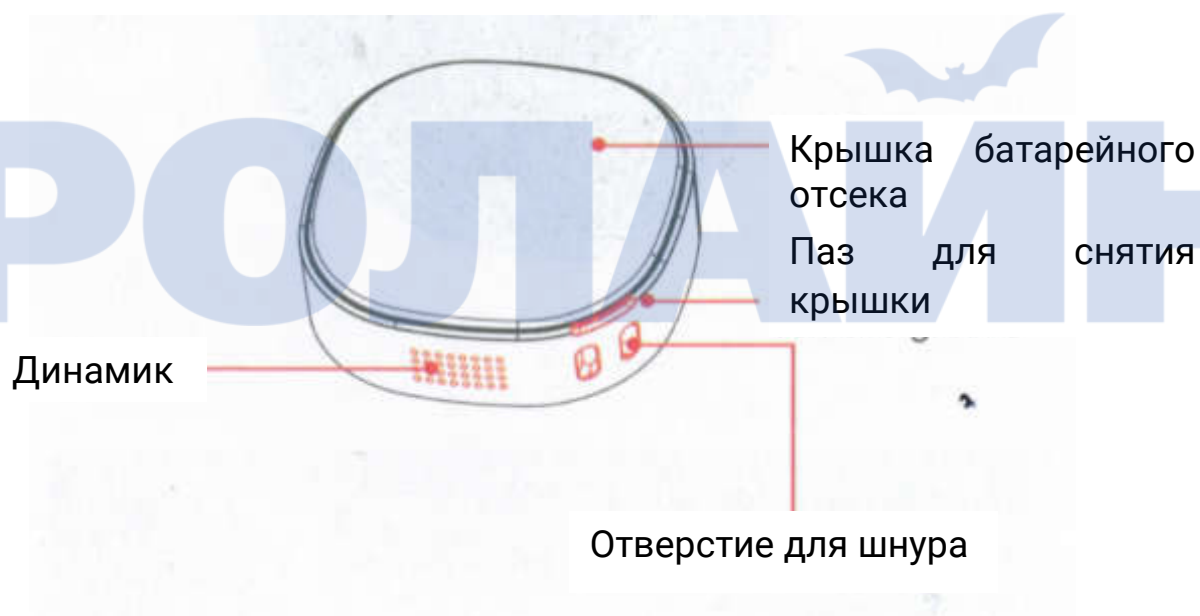 РОЛАЙН
Крышка батарейного
отсека
Паз для снятия
крышки
Динамик
Отверстие для шнура